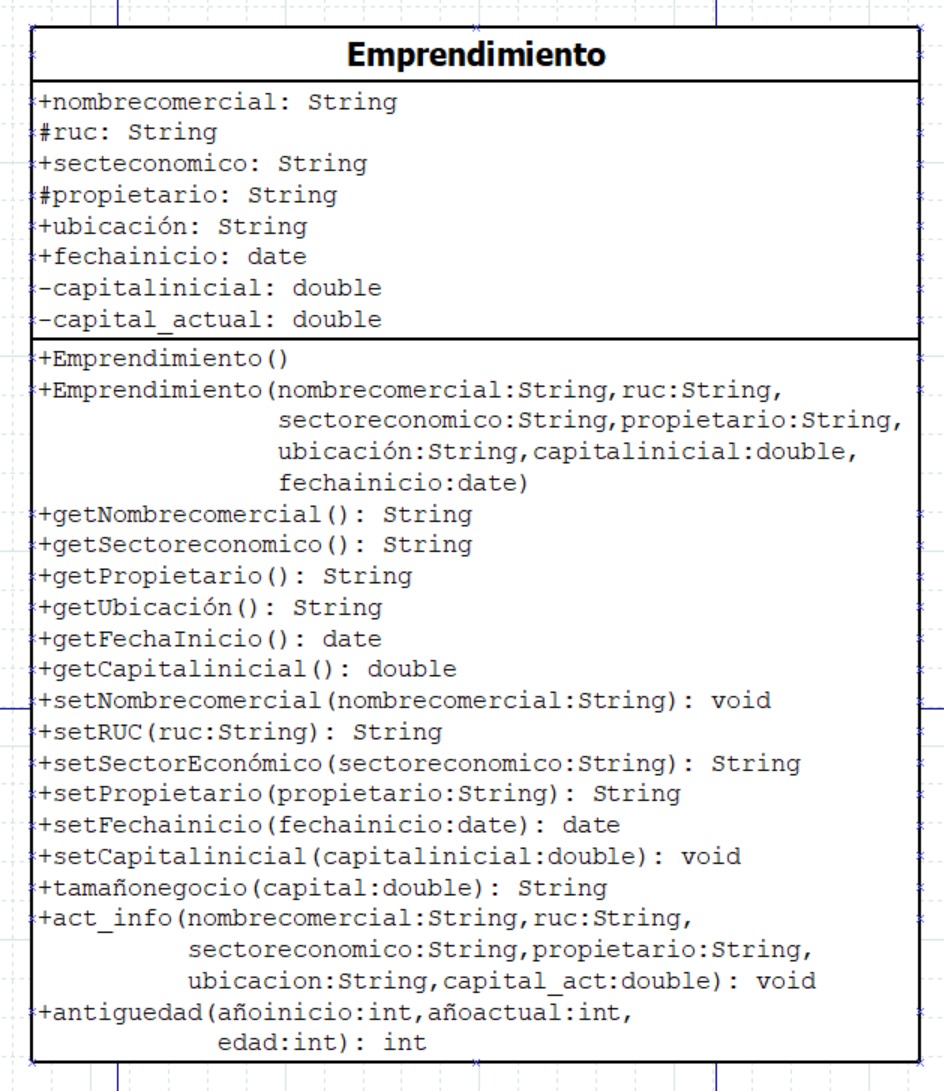 Emprendimiento
+nombrecomercial: String
#ruc: String
+secteconomico: String
#propietario: String
+ubicación: String
+fechainicio: date
-capitalinicial: double
-capital_actual: double
+Emprendimiento()
+Emprendimiento(nombrecomercial:String,ruc:String,
sectoreconomico:String,propietario:String,
ubicación:String,capitalinicial:double,
fechainicio:date)
+getNombrecomercial(): String
+getSectoreconomico(): String
+getPropietario(): String
+getUbicación(): String
+getFechaInicio(): date
+getCapitalinicial(): double
+setNombrecomercial(nombrecomercial:String): void
+setRUC(ruc:String): String
+setSectorEconómico(sectoreconomico:String): String
+setPropietario(propietario:String): String
+setFechainicio(fechainicio:date): date
+setCapitalinicial(capitalinicial:double): void
+tamañonegocio(capital:double): String
+act_info(nombrecomercial:String,ruc:String,
sectoreconomico:String,propietario:String,
ubicacion:String,capital_act:double): void
+antiguedad(añoinicio:int,añoactual:int,
edad:int): int